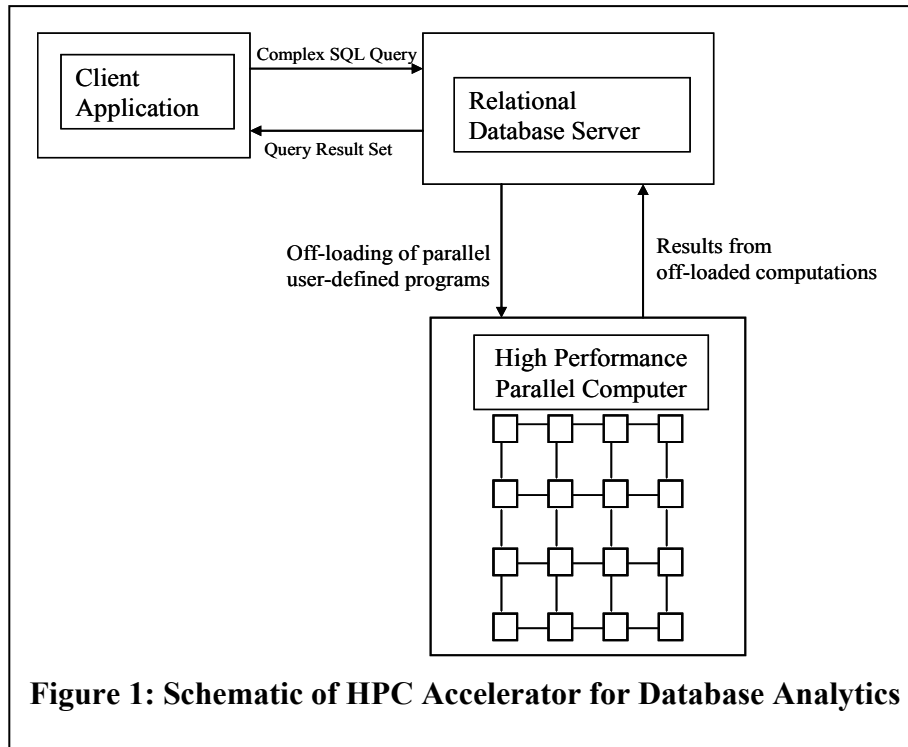 Client
Application
Complex SQL Query
Query Result Set
Relational
Database Server
Off-loading of parallel
user-defined programs
Results from
off-loaded computations
High Performance
Parallel Computer
Figure 1: Schematic of HPC Accelerator for Database Analytics